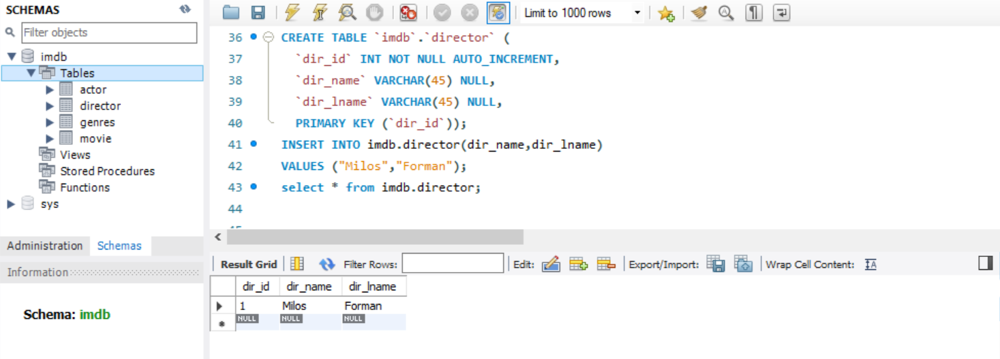 SCHEMAS
Filter objects
imdb
Tables
actor
director
genres
movie
Views
Stored Procedures
Functions
sys
Administration Schemas
Information
Schema: imdb
Limit to 1000 rows
36 CREATE TABLE `imdb`.`director` (
37 `dir_id` INT NOT NULL AUTO_INCREMENT,
38 `dir_name` VARCHAR(45) NULL,
39 `dir_lname` VARCHAR(45) NULL,
40 PRIMARY KEY (`dir_id`));
41 INSERT INTO imdb.director(dir_name,dir_lname)
42 VALUES ("Milos","Forman");
43 select * from imdb.director;
44
Result Grid Filter Rows: Edit: Export/Import: Wrap Cell Content:
dir_id dir_name dir_lname
1 Milos Forman
NULL NULL NULL